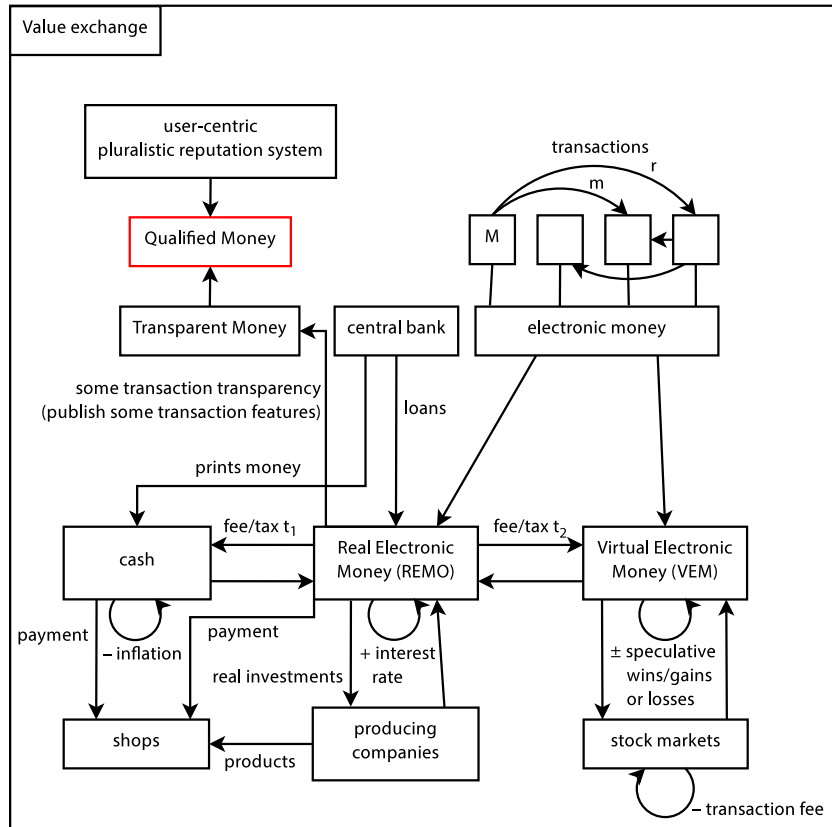 Value exchange
user-centric
pluralistic reputation system
transactions
r
m
Qualified Money
M
Transparent Money
central bank
electronic money
some transaction transparency
(publish some transaction features)
loans
prints money
fee/tax t₁
fee/tax t₂
cash
Real Electronic
Money (REMO)
Virtual Electronic
Money (VEM)
payment
– inflation
payment
real investments
+ interest
rate
± speculative
wins/gains
or losses
shops
products
producing
companies
stock markets
– transaction fee